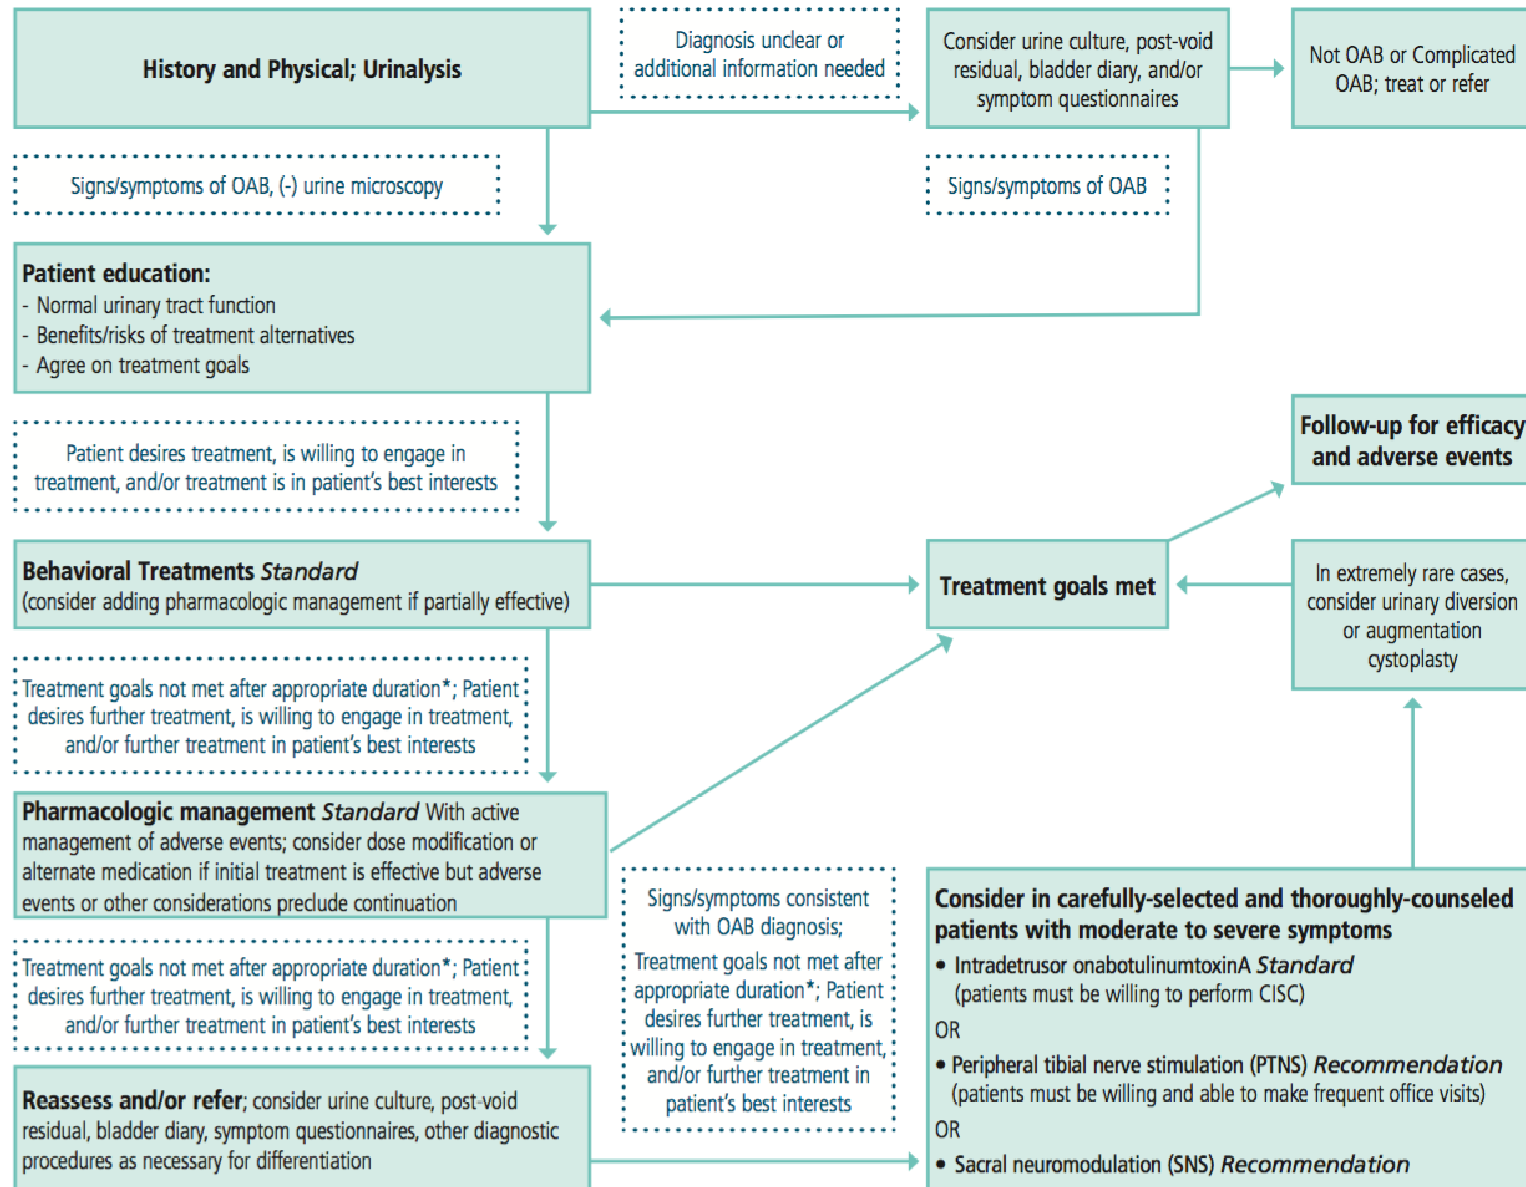 History and Physical; Urinalysis
Diagnosis unclear or
additional information needed
Consider urine culture, post-void
residual, bladder diary, and/or
symptom questionnaires
Not OAB or Complicated
OAB; treat or refer
Signs/symptoms of OAB, (-) urine microscopy
Signs/symptoms of OAB
Patient education:
- Normal urinary tract function
- Benefits/risks of treatment alternatives
- Agree on treatment goals
Patient desires treatment, is willing to engage in
treatment, and/or treatment is in patient's best interests
Follow-up for efficacy
and adverse events
Behavioral Treatments Standard
(consider adding pharmacologic management if partially effective)
Treatment goals met
In extremely rare cases,
consider urinary diversion
or augmentation
cystoplasty
Treatment goals not met after appropriate duration*; Patient
desires further treatment, is willing to engage in treatment,
and/or further treatment in patient's best interests
Pharmacologic management Standard With active
management of adverse events; consider dose modification or
alternate medication if initial treatment is effective but adverse
events or other considerations preclude continuation
Treatment goals not met after appropriate duration*; Patient
desires further treatment, is willing to engage in treatment,
and/or further treatment in patient's best interests
Signs/symptoms consistent
with OAB diagnosis;
Treatment goals not met after
appropriate duration*; Patient
desires further treatment, is
willing to engage in treatment,
and/or further treatment in
patient's best interests
Consider in carefully-selected and thoroughly-counseled
patients with moderate to severe symptoms
• Intradetrusor onabotulinumtoxinA Standard
(patients must be willing to perform CISC)
OR
• Peripheral tibial nerve stimulation (PTNS) Recommendation
(patients must be willing and able to make frequent office visits)
OR
• Sacral neuromodulation (SNS) Recommendation
Reassess and/or refer; consider urine culture, post-void
residual, bladder diary, symptom questionnaires, other diagnostic
procedures as necessary for differentiation